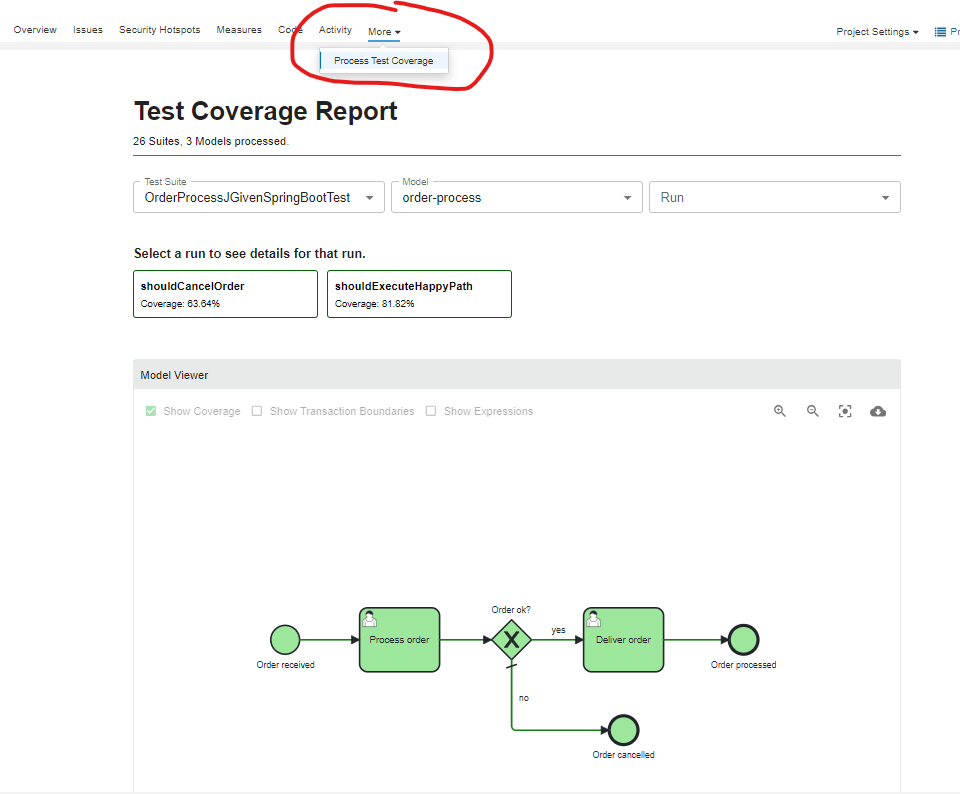 Overview Issues Security Hotspots Measures Code Activity More Project Settings
Process Test Coverage
Test Coverage Report
26 Suites, 3 Models processed.
Test Suite Model
OrderProcessJGivenSpringBootTest order-process Run
Select a run to see details for that run.
shouldCancelOrder shouldExecuteHappyPath
Coverage: 63.64% Coverage: 81.82%
Model Viewer
Show Coverage Show Transaction Boundaries Show Expressions
Order ok?
yes
Process order Deliver order
Order received Order processed
no
Order cancelled